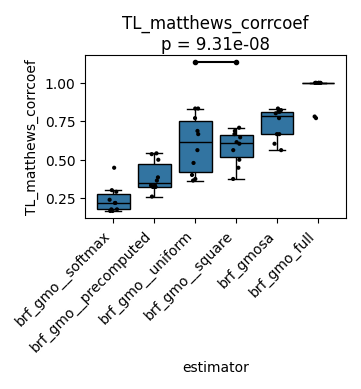 TL_matthews_corrcoef
p = 9.31e-08
TL_matthews_corrcoef
1.00
0.75
0.50
0.25
brf_gmo__softmax
brf_gmo__precomputed
brf_gmo__uniform
brf_gmo__square
brf_gmosa
brf_gmo_full
estimator